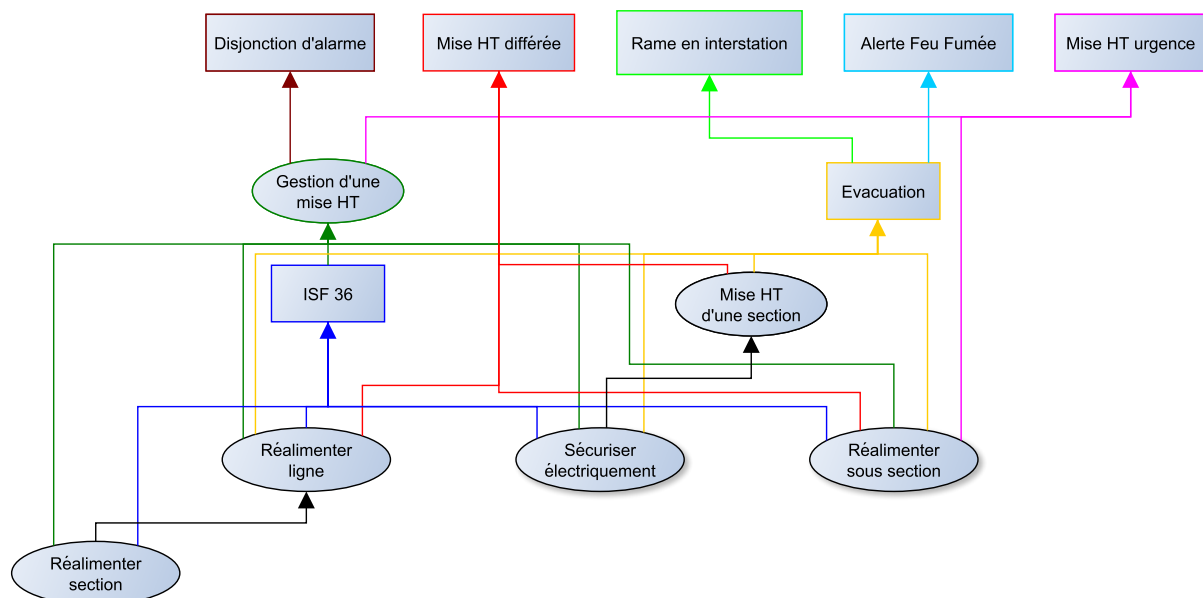 Disjonction d'alarme
Mise HT différée
Rame en interstation
Alerte Feu Fumée
Mise HT urgence
Gestion d'une
mise HT
Evacuation
ISF 36
Mise HT
d'une section
Réalimenter
ligne
Sécuriser
électriquement
Réalimenter
sous section
Réalimenter
section